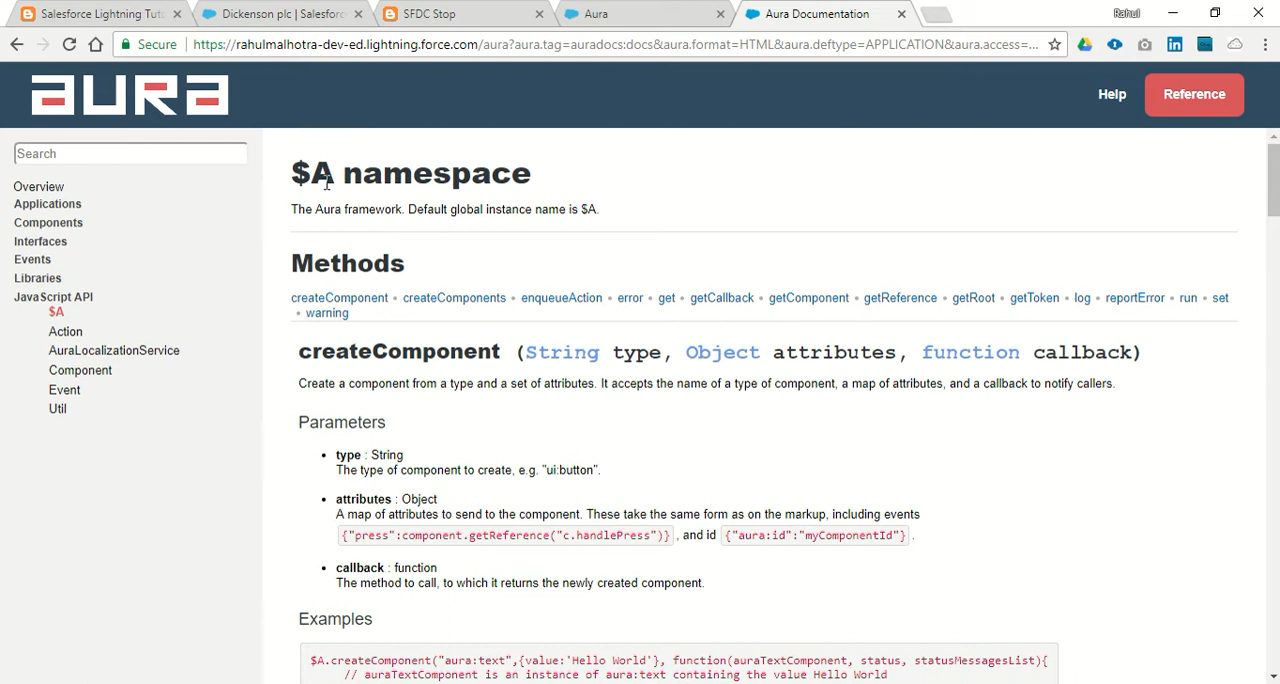 Salesforce Lightning Tut
Dickenson plc | Salesforc
SFDC Stop
Aura
Aura Documentation
Rahul
Secure
https://rahulmalhotra-dev-ed.lightning.force.com/aura?aura.tag=auradocs:docs&aura.format=HTML&aura.deftype=APPLICATION&aura.access=...
aura
Help
Reference
Search
Overview
Applications
Components
Interfaces
Events
Libraries
JavaScript API
$A
Action
AuraLocalizationService
Component
Event
Util
$A namespace
The Aura framework. Default global instance name is $A.
Methods
createComponent • createComponents • enqueueAction • error • get • getCallback • getComponent • getReference • getRoot • getToken • log • reportError • run • set
• warning
createComponent (String type, Object attributes, function callback)
Create a component from a type and a set of attributes. It accepts the name of a type of component, a map of attributes, and a callback to notify callers.
Parameters
• type : String
The type of component to create, e.g. "ui:button".
• attributes : Object
A map of attributes to send to the component. These take the same form as on the markup, including events
{"press":component.getReference("c.handlePress")} , and id {"aura:id":"myComponentId"} .
• callback : function
The method to call, to which it returns the newly created component.
Examples
$A.createComponent("aura:text",{value:'Hello World'}, function(auraTextComponent, status, statusMessagesList){
// auraTextComponent is an instance of aura:text containing the value Hello World